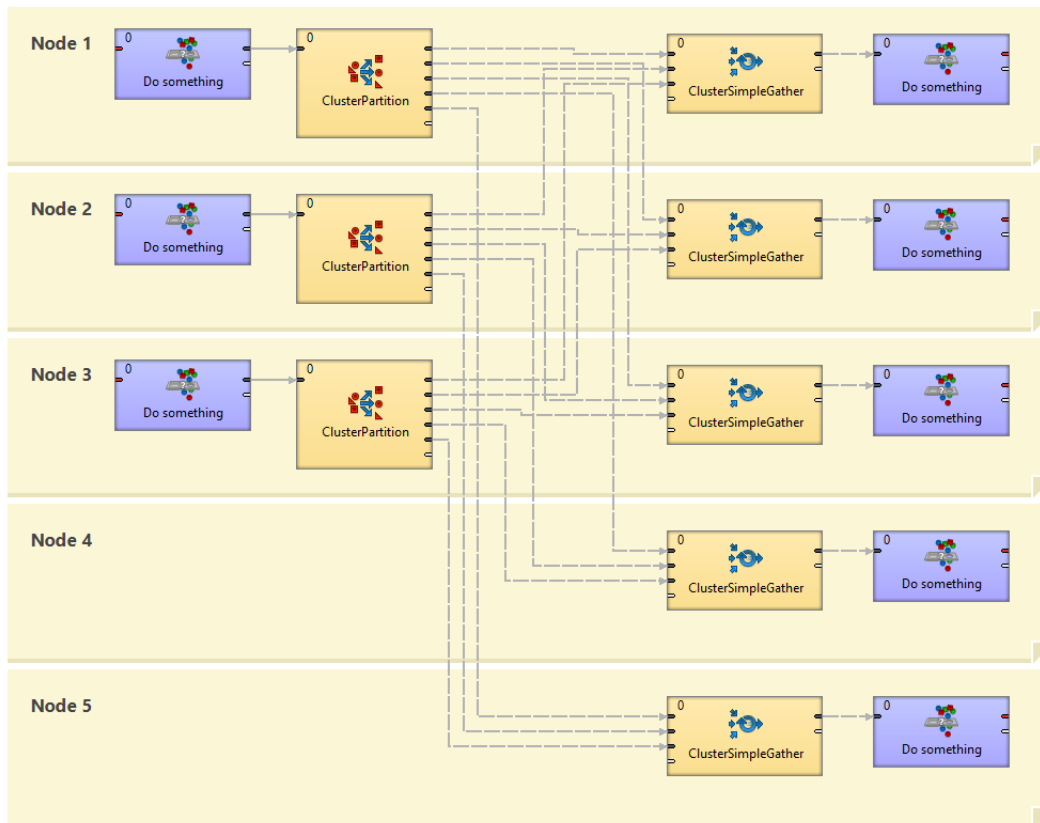 Node 1
0
Do something
0
ClusterPartition
0
ClusterSimpleGather
0
Do something
Node 2
0
Do something
0
ClusterPartition
0
ClusterSimpleGather
0
Do something
Node 3
0
Do something
0
ClusterPartition
0
ClusterSimpleGather
0
Do something
Node 4
0
ClusterSimpleGather
0
Do something
Node 5
0
ClusterSimpleGather
0
Do something